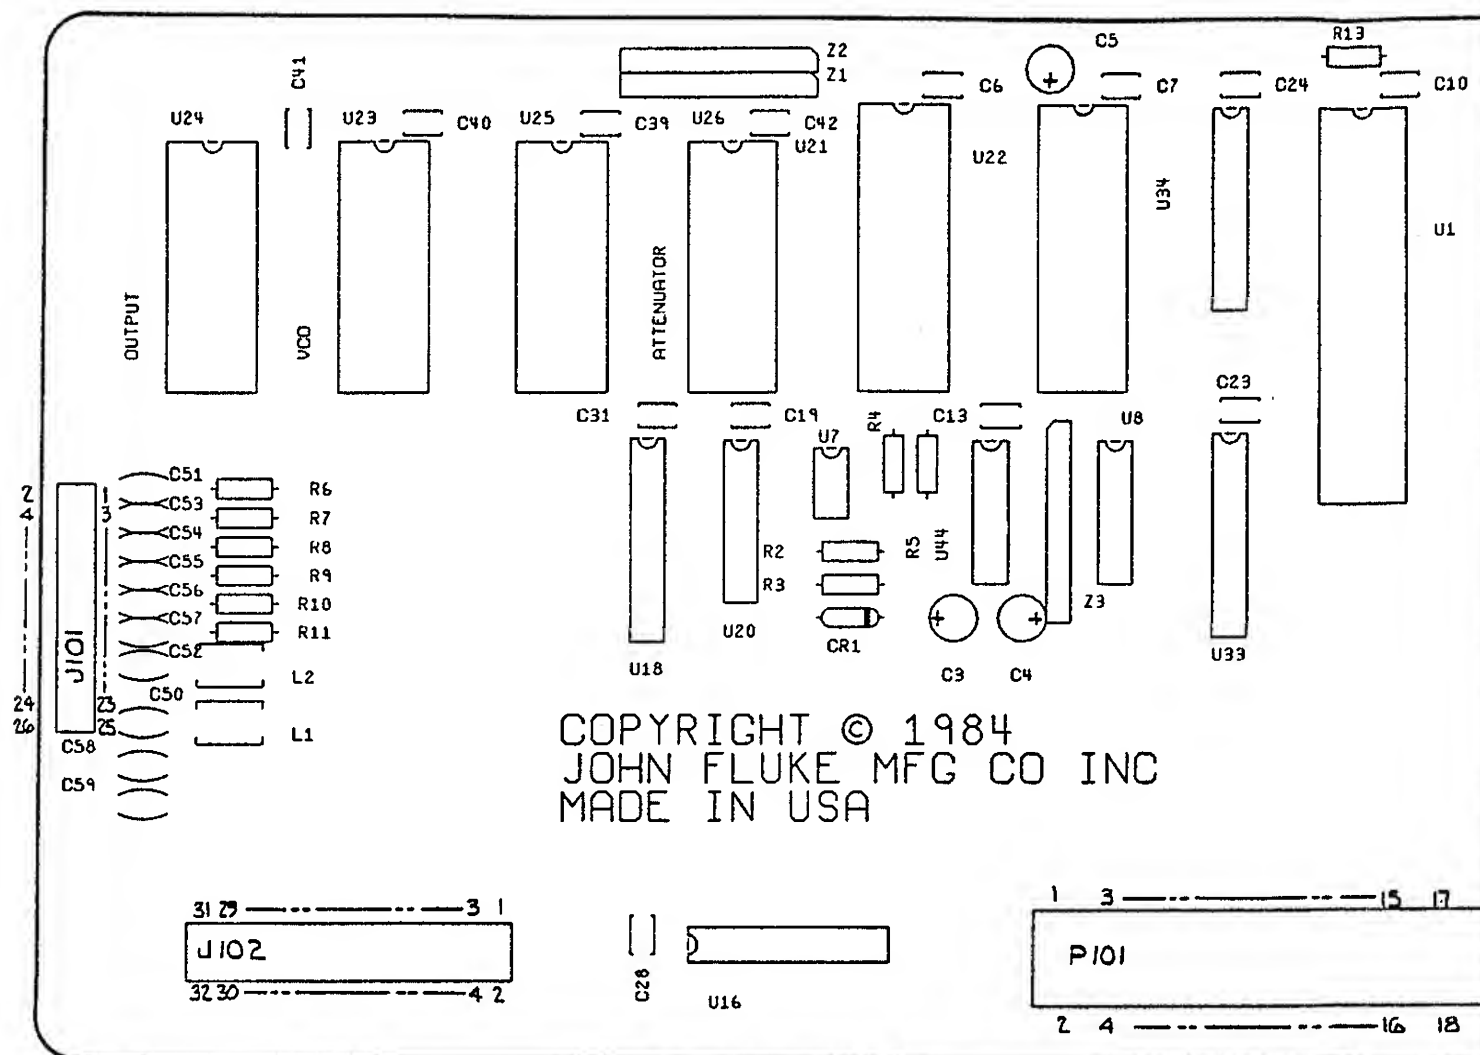 Z2
Z1
C5
R13
C41
C6
C7
C24
C10
U24
U23
C40
U25
C39
U26
C42
U21
U22
U34
U1
OUTPUT
VCO
ATTENUATOR
C23
C31
C19
U7
R4
C13
U8
C51
R6
2
1
4
3
C53
R7
C54
R8
C55
R9
C56
R10
C57
R11
C52
J101
R2
R3
R5
U44
Z3
U20
CR1
U33
U18
C3
C4
L2
C50
24
23
26
25
L1
C58
C59
COPYRIGHT © 1984
JOHN FLUKE MFG CO INC
MADE IN USA
31 29 3 1
J102
32 30 4 2
C28
U16
1 3 15 17
P101
2 4 16 18